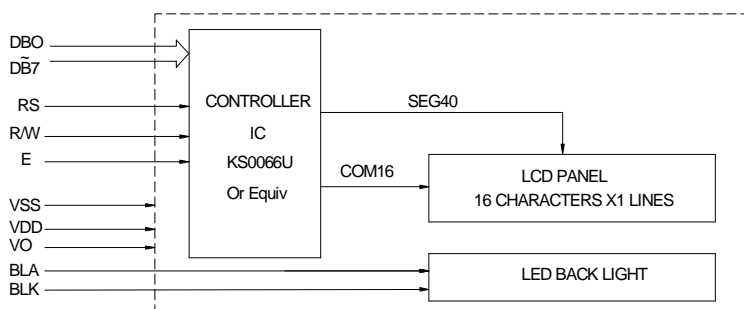 DBO
~
DB7
RS
R/W
E
VSS
VDD
VO
BLA
BLK
CONTROLLER
IC
KS0066U
Or Equiv
SEG40
COM16
LCD PANEL
16 CHARACTERS X1 LINES
LED BACK LIGHT